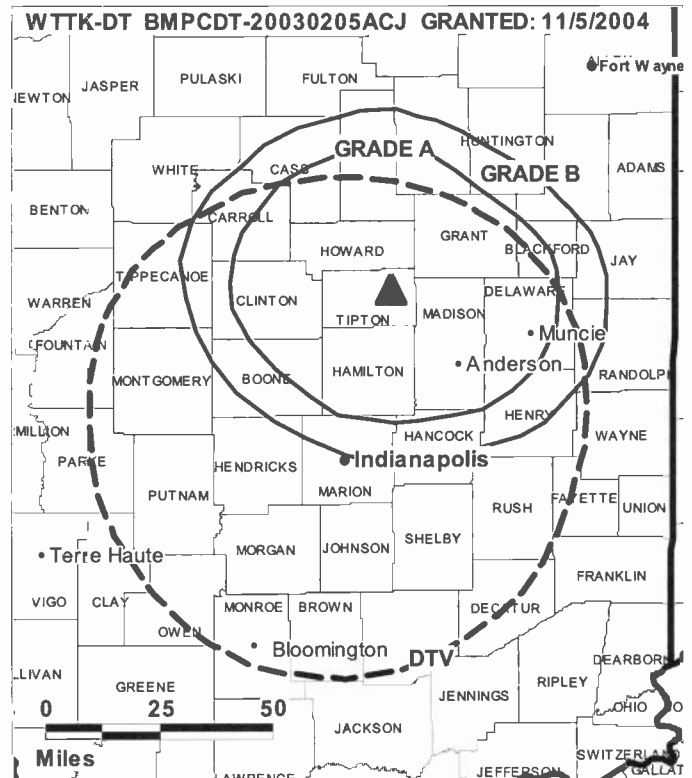 WTTK-DT BMPCDT-20030205ACJ GRANTED: 11/5/2004
Fort Wayne
JASPER
PULASKI
FULTON
NEWTON
HUNTINGTON
GRADE A
WHITE
CASS
GRADE B
ADAMS
BENTON
CARROLL
GRANT
HOWARD
BLACKFORD
JAY
TIPPECANOE
DELAWARE
CLINTON
WARREN
MADISON
TIPTON
Muncie
FOUNTAIN
Anderson
HAMILTON
MONTGOMERY
BOONE
RANDOLPH
HENRY
RMILLION
HANCOCK
WAYNE
PARKE
Indianapolis
HENDRICKS
MARION
PUTNAM
RUSH
FAYETTE
UNION
SHELBY
MORGAN
JOHNSON
Terre Haute
FRANKLIN
VIGO
CLAY
MONROE
BROWN
DECATUR
OWEN
Bloomington
DTV
DEARBORN
LLIVAN
RIPLEY
GREENE
JENNINGS
OHIO
0 25 50
JACKSON
Miles
SWITZERLAND
LAWRENCE
JEFFERSON
GALLAT